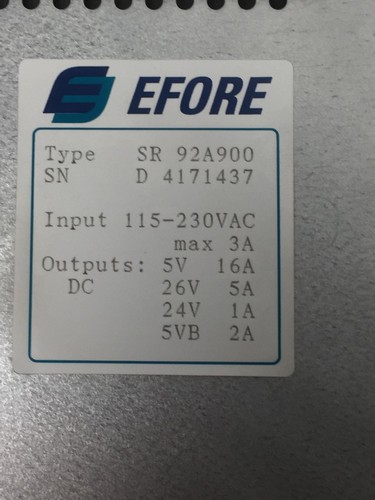 EFORE
Type SR 92A900
SN D 4171437
Input 115-230VAC
max 3A
Outputs: 5V 16A
DC 26V 5A
24V 1A
5VB 2A